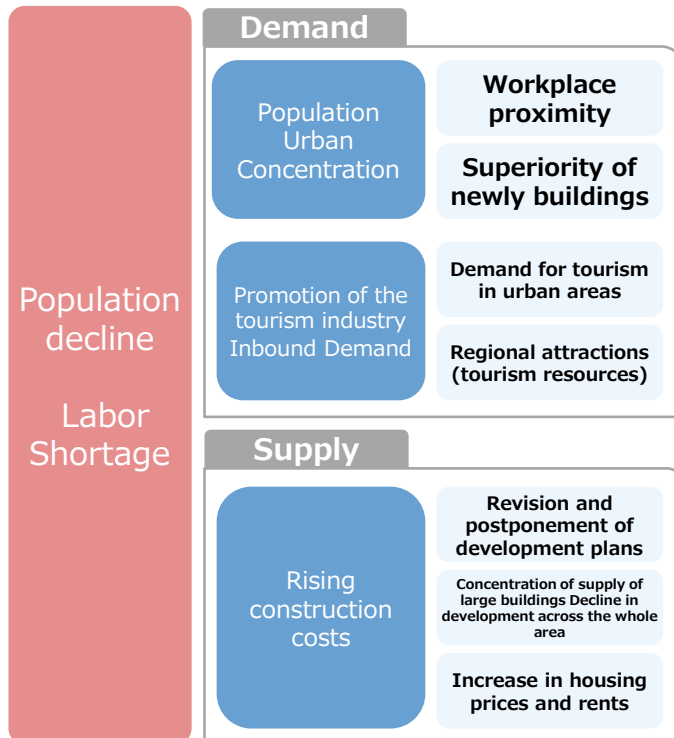 Population
decline
Labor
Shortage
Demand
Population
Urban
Concentration
Workplace
proximity
Superiority of
newly buildings
Promotion of the
tourism industry
Inbound Demand
Demand for tourism
in urban areas
Regional attractions
(tourism resources)
Supply
Rising
construction
costs
Revision and
postponement of
development plans
Concentration of supply of
large buildings Decline in
development across the whole
area
Increase in housing
prices and rents